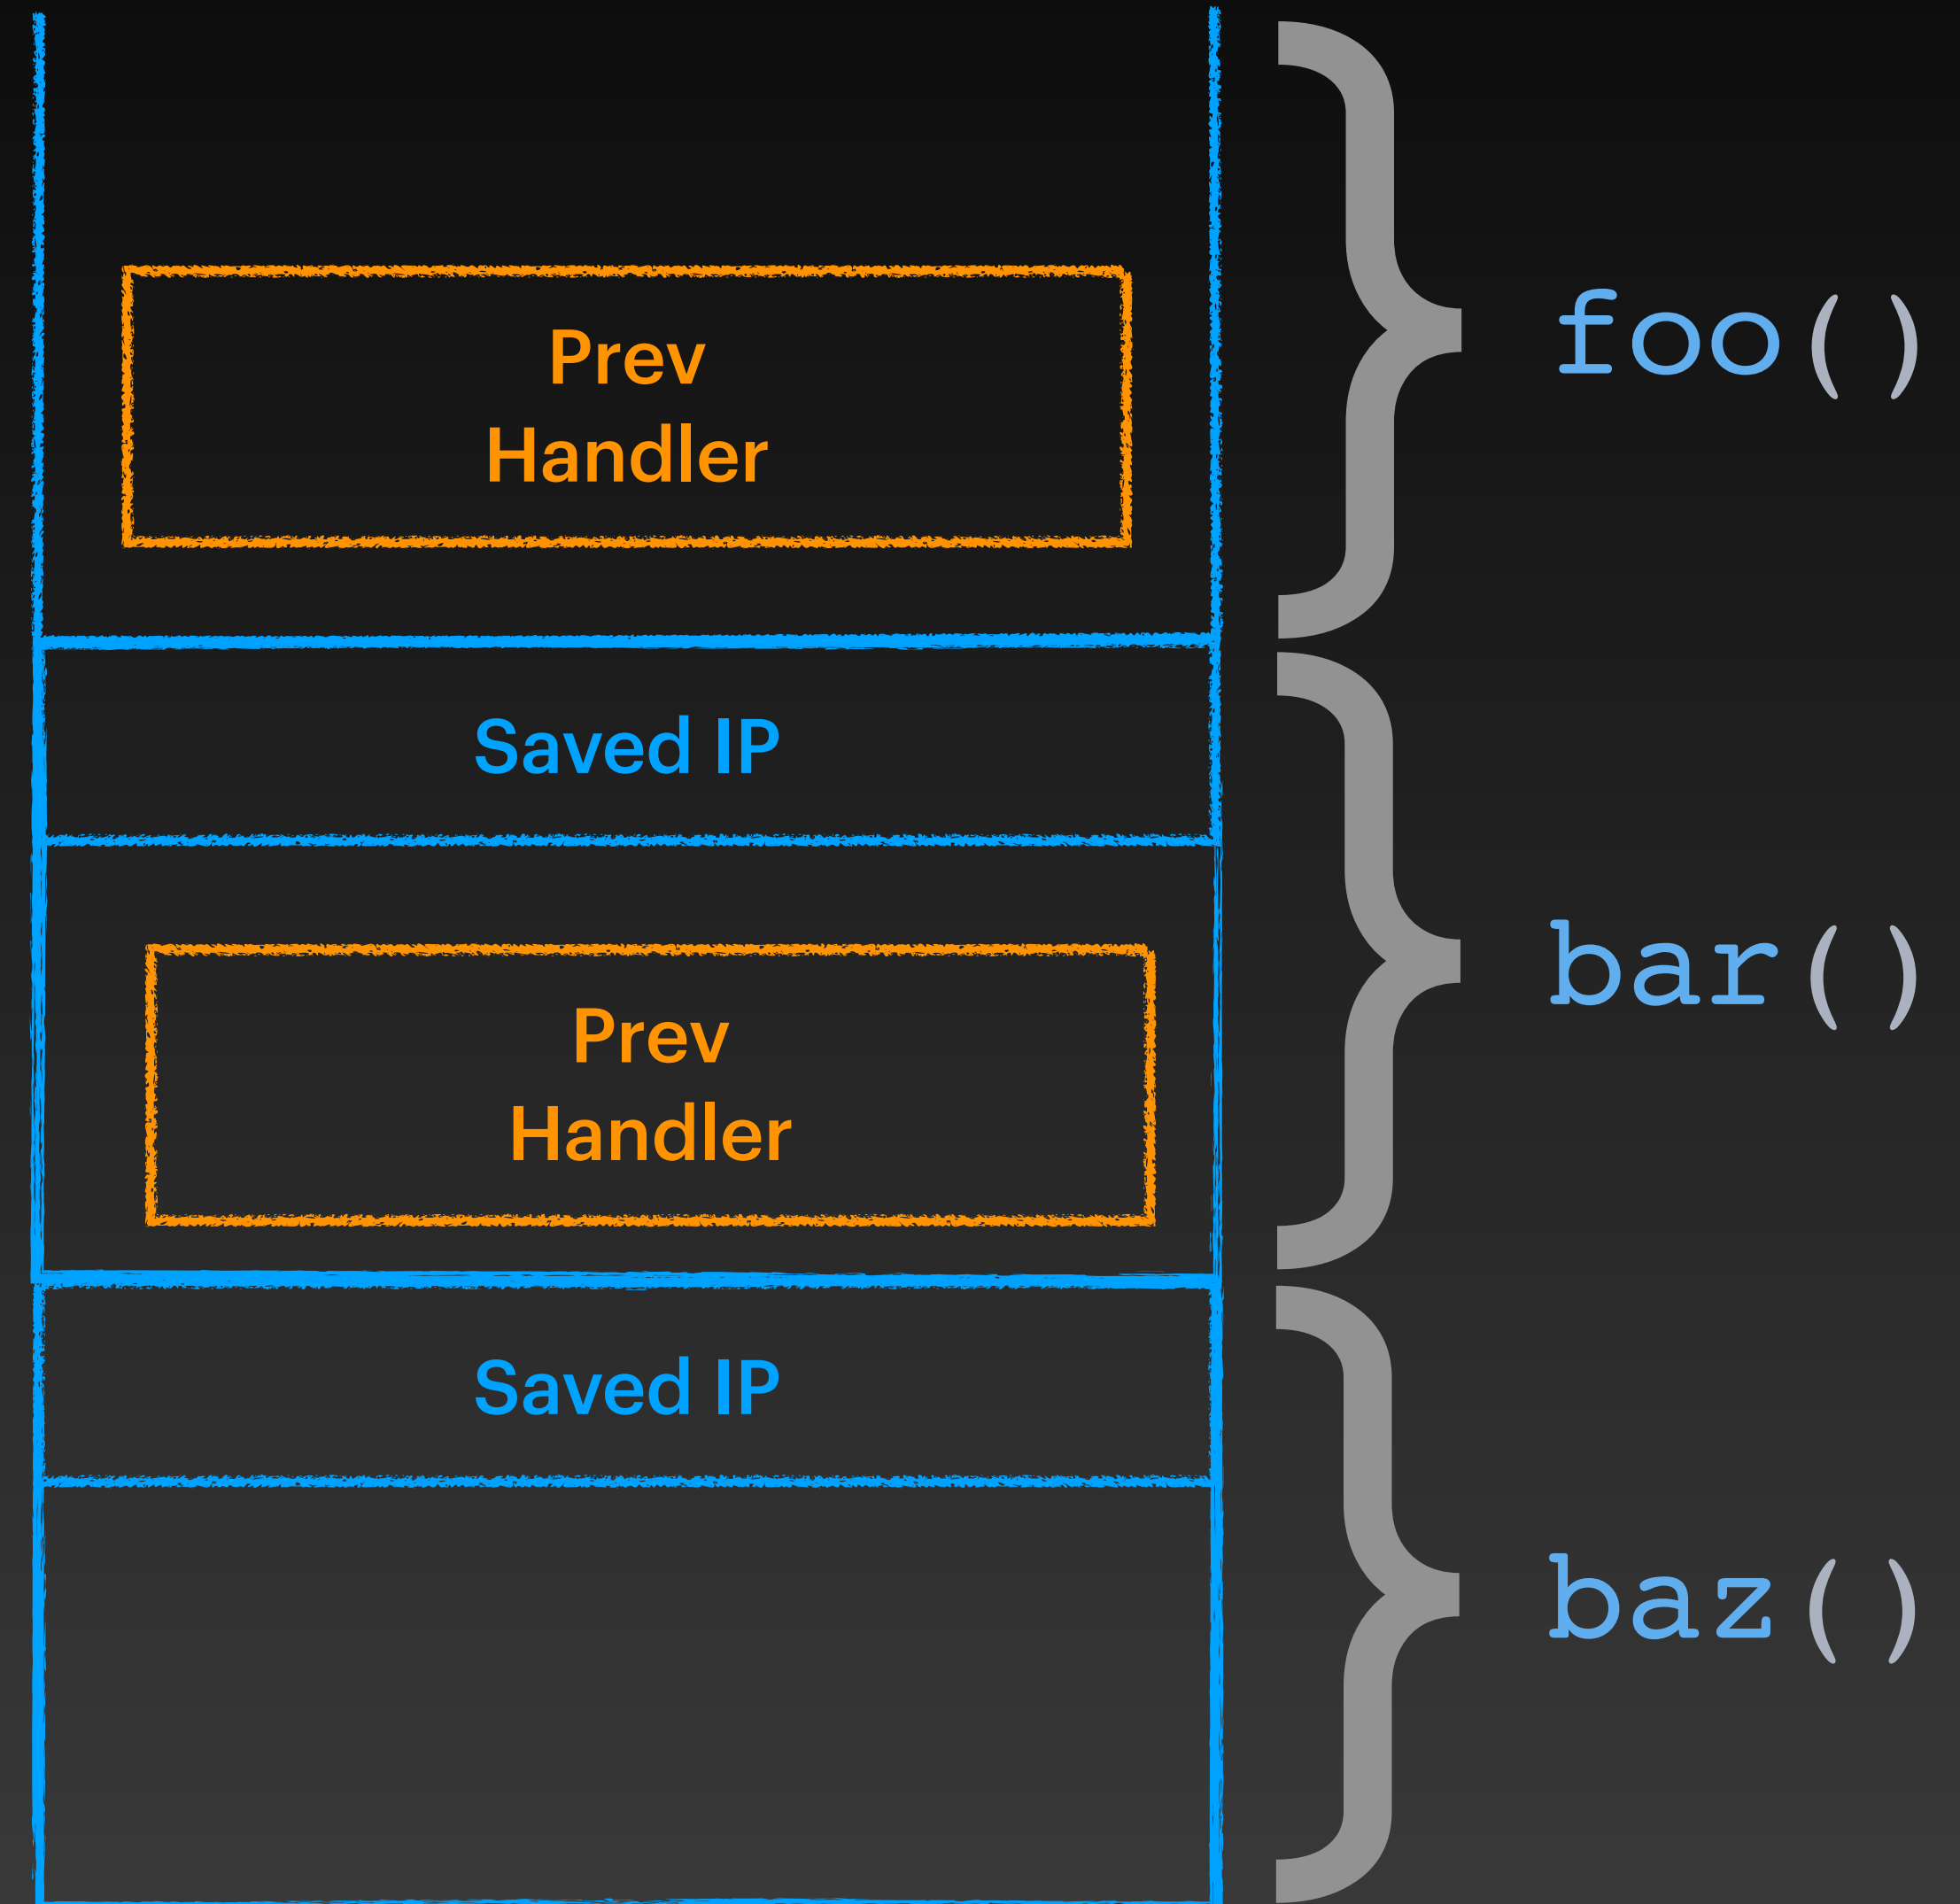 Prev
Handler
foo()
Saved IP
Prev
Handler
bar()
Saved IP
baz()